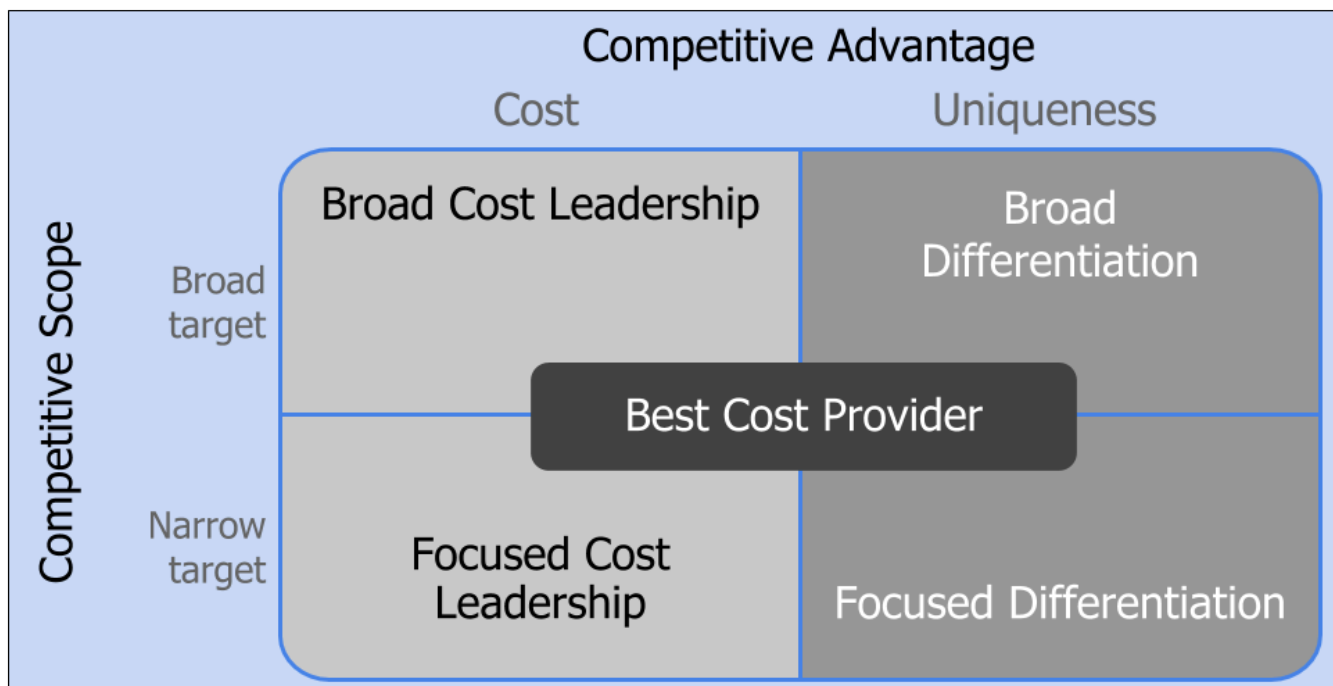 Competitive Advantage
Cost
Uniqueness
Competitive Scope
Broad
target
Broad Cost Leadership
Broad
Differentiation
Best Cost Provider
Narrow
target
Focused Cost
Leadership
Focused Differentiation